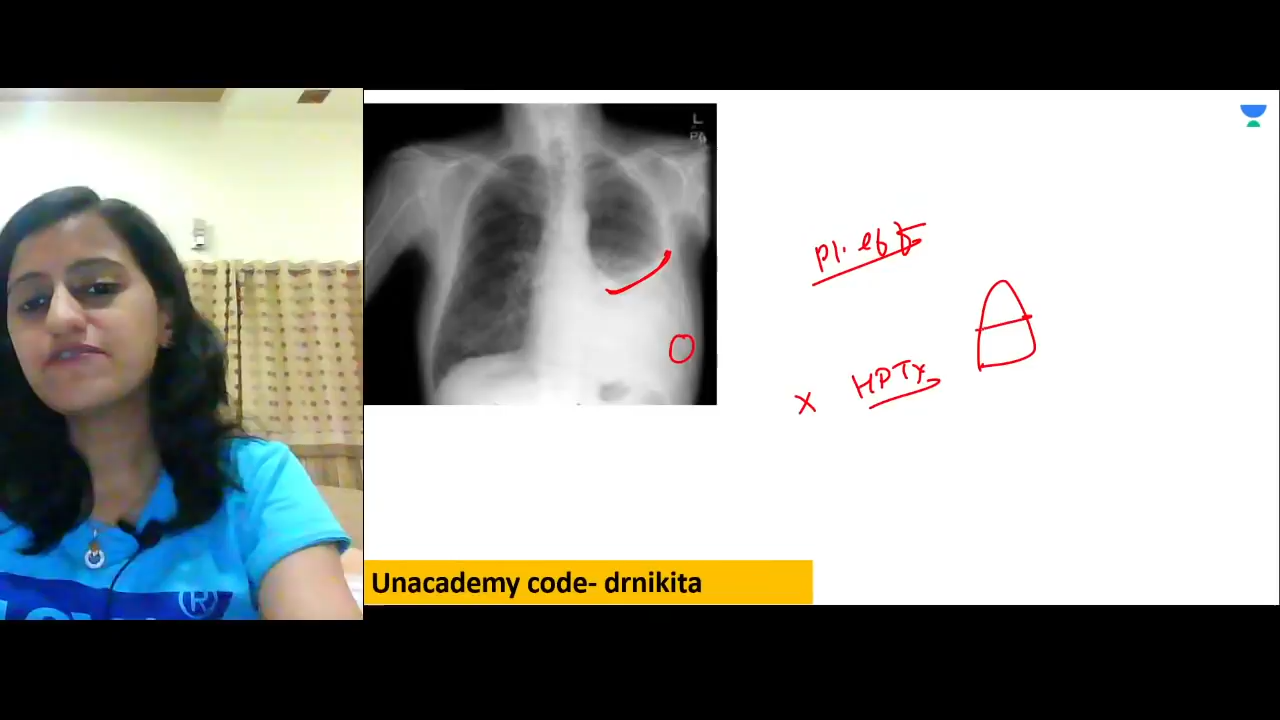 L
PA
pl. eff
x HPTx
Unacademy code- drnikita
(R)